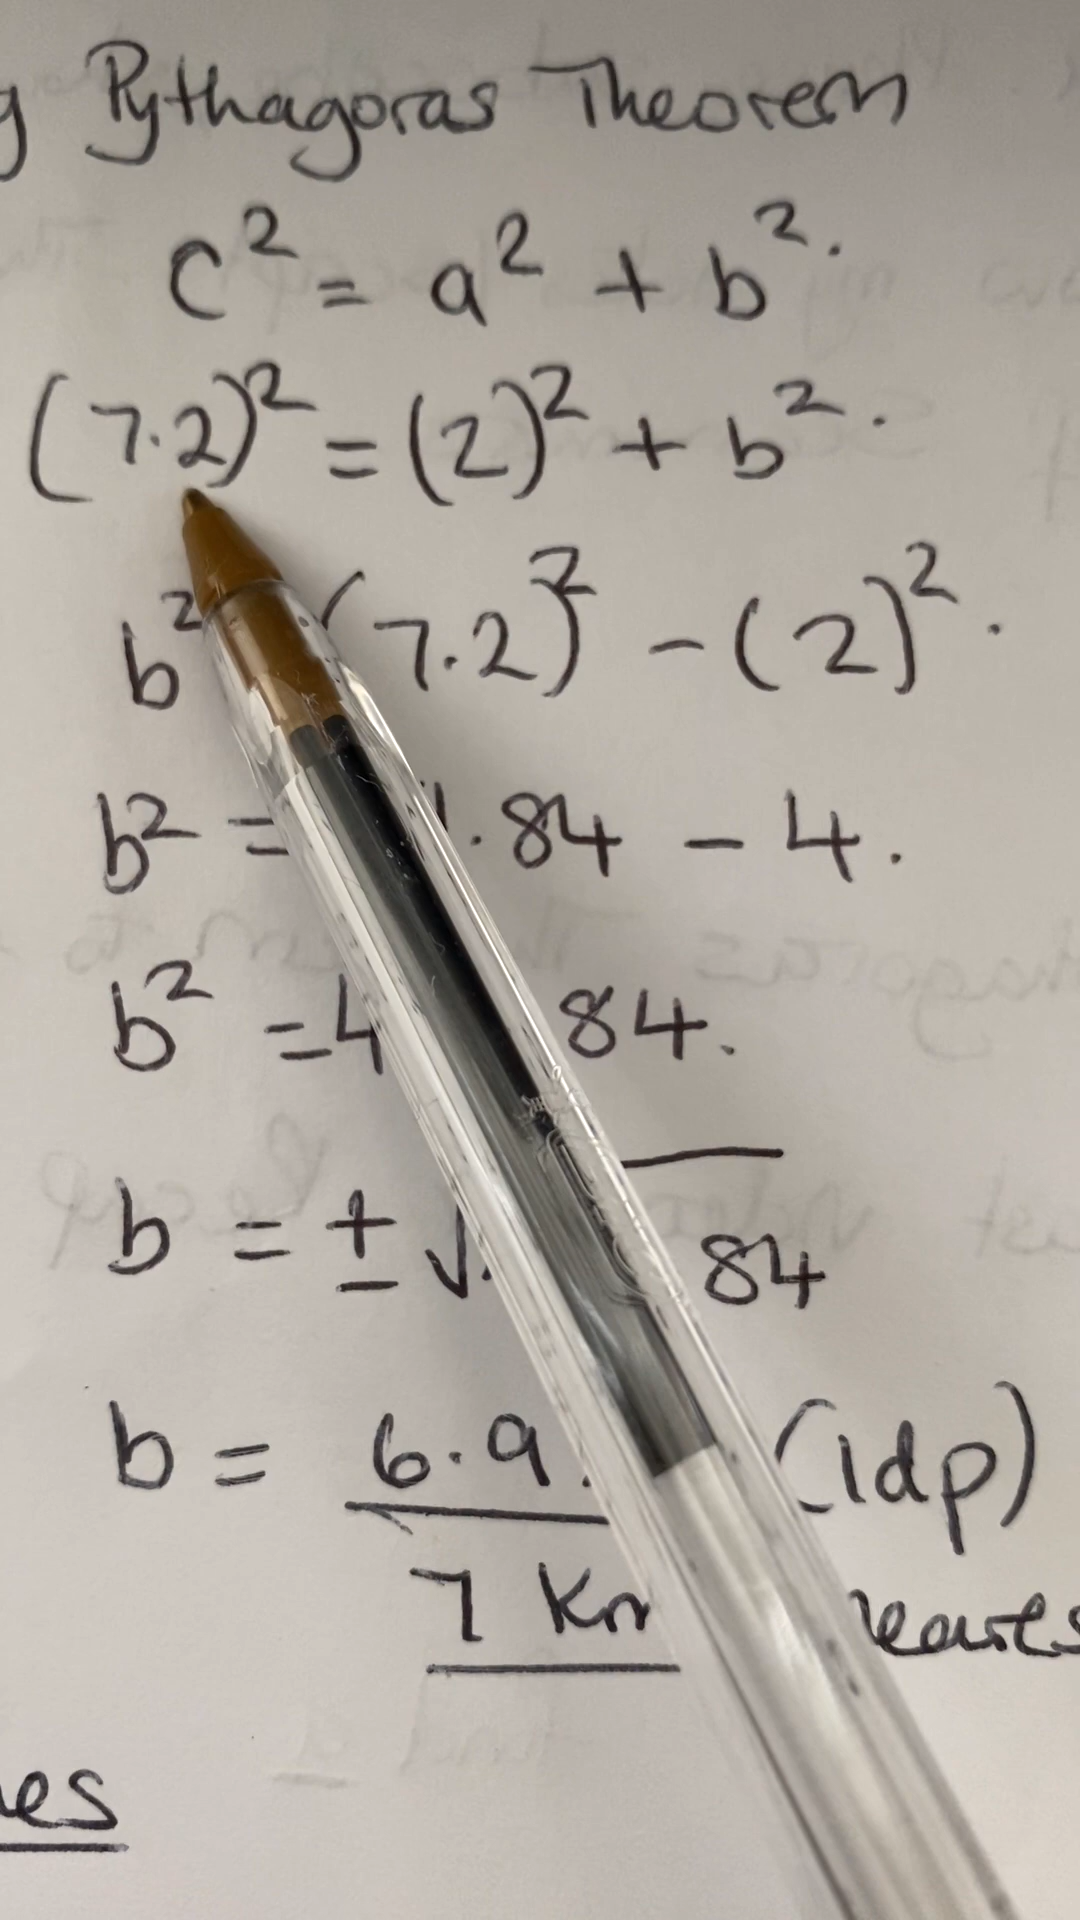 Pythagoras Theorem
c² = a² + b².
(7.2)² = (2)² + b².
b² (7.2)² - (2)².
b² = .84 - 4.
b² = 4 84.
b = ± √ 84
b = 6.9 (1dp)
7 Km